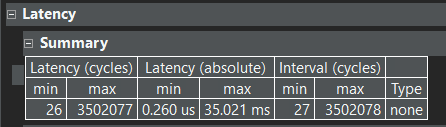 Latency
Summary
Latency (cycles) Latency (absolute) Interval (cycles)
min max min max min max Type
26 3502077 0.260 us 35.021 ms 27 3502078 none